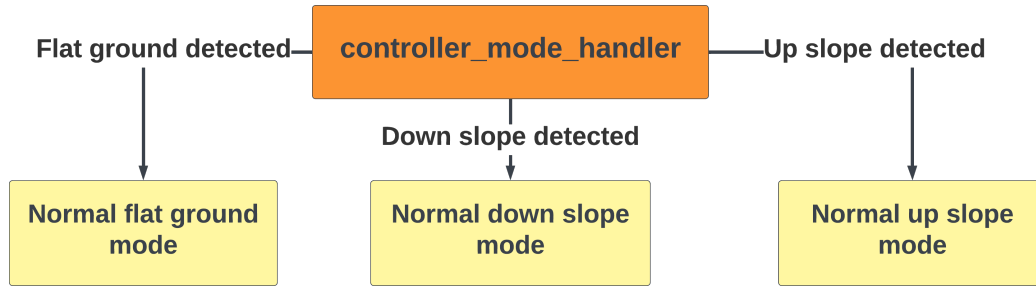 Flat ground detected
controller_mode_handler
Up slope detected
Down slope detected
Normal flat ground
mode
Normal down slope
mode
Normal up slope
mode